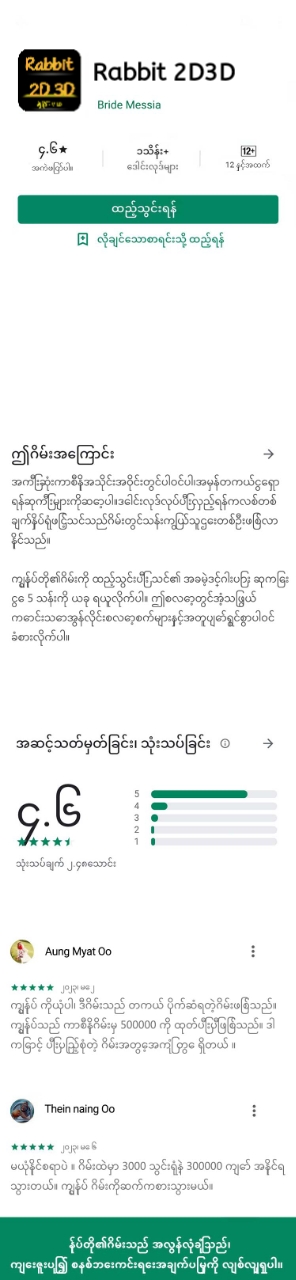 Rabbit
2D 3D
Rabbit 2D3D
Bride Messia
၄.၆★
၁သိန်း+
12+
အကဲဖြတ်ပါ။
ဒေါင်းလုဒ်များ
12 နှင့်အထက်
ထည့်သွင်းရန်
လိုချင်သောစာရင်းသို့ ထည့်ရန်
ဤဂိမ်းအကြောင်း
အကြီးဆုံးကာစီနိုအသိုင်းအဝိုင်းတွင်ပါဝင်ပါ၊အမှန်တကယ်ငွေရှာ
ရန်ဆုကြီးများကိုဆော့ပါ။ဒေါင်းလုဒ်လုပ်ပြီးလှည့်ရန်ကလစ်တစ်
ချက်နှိပ်ရုံဖြင့်သင်သည်ဂိမ်းတွင်သန်းကြွယ်သူဌေးတစ်ဦးဖြစ်လာ
နိုင်သည်။
ကျွန်ုပ်တို့၏ဂိမ်းကို ထည့်သွင်းပြီး သင်၏ အခမဲ့ဒင်္ဂါးပြား ဆုကြေး
ငွေ 5 သန်းကို ယခု ရယူလိုက်ပါ။ ဤစလော့တွင်အံ့သြဖွယ်
ကောင်းသောအွန်လိုင်းစလော့စက်များနှင့်အတူပျော်ရွှင်စွာပါဝင်
ခံစားလိုက်ပါ။
အဆင့်သတ်မှတ်ခြင်း၊ သုံးသပ်ခြင်း
၄.၆
5
4
3
2
1
သုံးသပ်ချက် ၂.၄၈သောင်း
Aung Myat Oo
၂၀၂၃၊ မေ ၂
ကျွန်ုပ် ကိုယုံပါ၊ ဒီဂိမ်းသည် တကယ် ပိုက်ဆံရတဲ့ဂိမ်းဖြစ်သည်။
ကျွန်ုပ်သည် ကာစီနိုဂိမ်းမှ 500000 ကို ထုတ်ပြီးပြီဖြစ်သည်။ ဒါ
ကြောင့် ပြီးပြည့်စုံတဲ့ ဂိမ်းအတွေ့အကြုံတွေ ရှိတယ် ။
Thein naing Oo
၂၀၂၃၊ မေ ၆
မယုံနိုင်စရာပဲ ။ ဂိမ်းထဲမှာ 3000 သွင်းရုံနဲ့ 300000 ကျော် အနိုင်ရ
သွားတယ်။ ကျွန်ုပ် ဂိမ်းကိုဆက်ကစားသွားမယ်။
န်ုပ်တို့၏ဂိမ်းသည် အလွန်လုံခြုံသည်၊
ကျေးဇူးပြု၍ စနစ်ဘေးကင်းရေးအချက်ပြမှုကို လျစ်လျူရှုပါ။